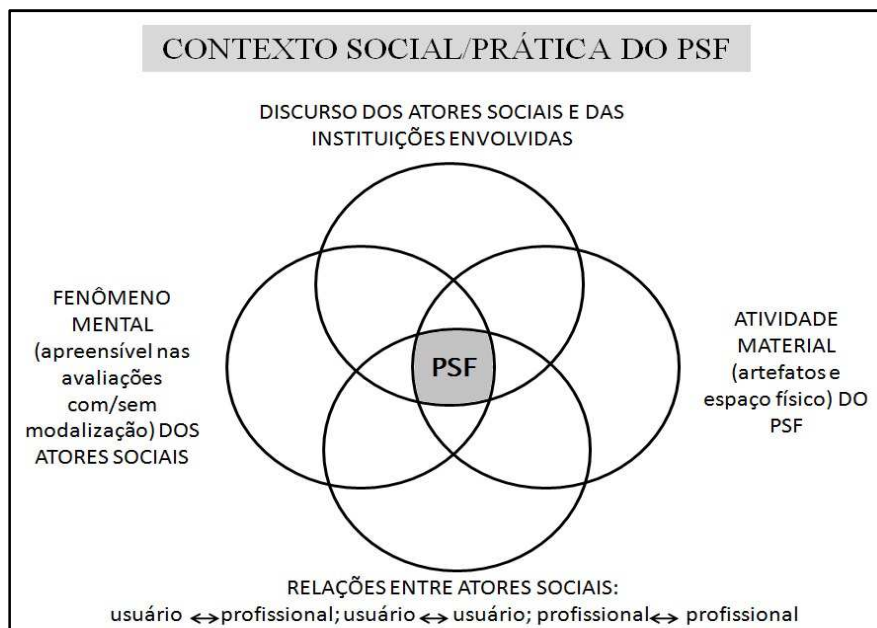 CONTEXTO SOCIAL/PRÁTICA DO PSF
DISCURSO DOS ATORES SOCIAIS E DAS
INSTITUIÇÕES ENVOLVIDAS
FENÔMENO
MENTAL
(apreensível nas
avaliações
com/sem
modalização) DOS
ATORES SOCIAIS
PSF
ATIVIDADE
MATERIAL
(artefatos e
espaço físico) DO
PSF
RELAÇÕES ENTRE ATORES SOCIAIS:
usuário ↔profissional; usuário ↔ usuário; profissional↔ profissional